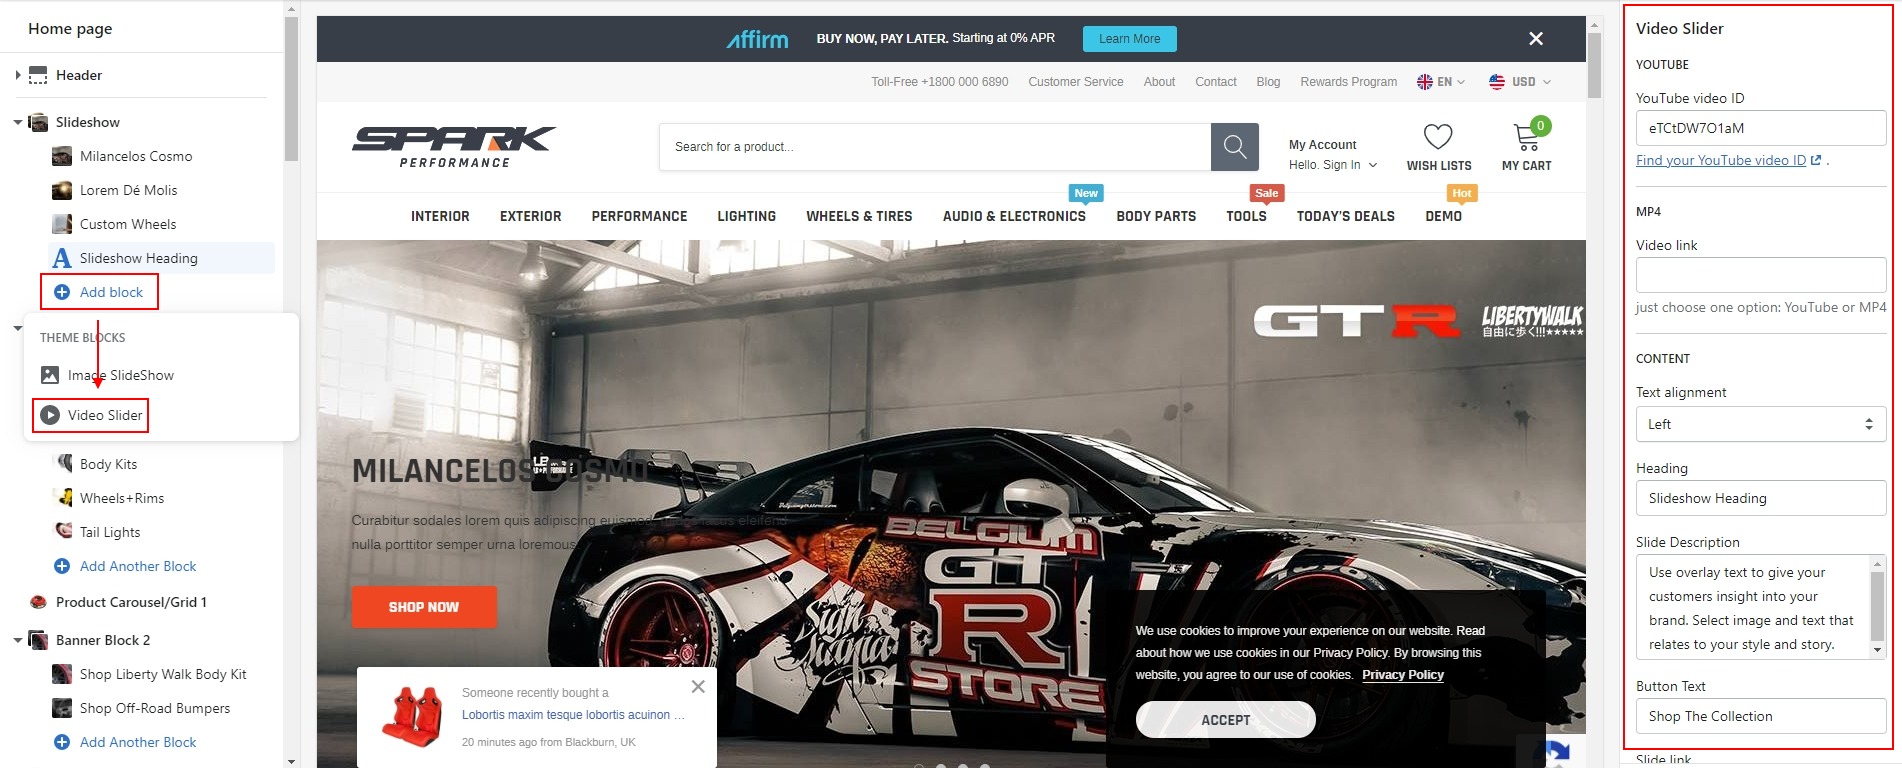 Home page
Header
Slideshow
Milancelos Cosmo
Lorem Dé Molis
Custom Wheels
Slideshow Heading
Add block
THEME BLOCKS
Image SlideShow
Video Slider
Body Kits
Wheels+Rims
Tail Lights
Add Another Block
Product Carousel/Grid 1
Banner Block 2
Shop Liberty Walk Body Kit
Shop Off-Road Bumpers
Add Another Block
affirm BUY NOW, PAY LATER. Starting at 0% APR Learn More
Toll-Free +1800 000 6890 Customer Service About Contact Blog Rewards Program EN USD
SPARK
PERFORMANCE
Search for a product...
My Account
Hello. Sign In
WISH LISTS
0
MY CART
New Sale Hot
INTERIOR EXTERIOR PERFORMANCE LIGHTING WHEELS & TIRES AUDIO & ELECTRONICS BODY PARTS TOOLS TODAY'S DEALS DEMO
GTR LIBERTYWALK
自由に歩く!!!★★★★★
MILANCELOS COSMO
Curabitur sodales lorem quis adipiscing euismod, lacus eleifend
nulla porttitor semper urna loremous
SHOP NOW
BELGIUM
GT
R
STORE
Someone recently bought a
Lobortis maxim tesque lobortis acuinon ...
20 minutes ago from Blackburn, UK
We use cookies to improve your experience on our website. Read
about how we use cookies in our Privacy Policy. By browsing this
website, you agree to our use of cookies. Privacy Policy
ACCEPT
Video Slider
YOUTUBE
YouTube video ID
eTCtDW7O1aM
Find your YouTube video ID .
MP4
Video link
just choose one option: YouTube or MP4
CONTENT
Text alignment
Left
Heading
Slideshow Heading
Slide Description
Use overlay text to give your
customers insight into your
brand. Select image and text that
relates to your style and story.
Button Text
Shop The Collection
Slide link